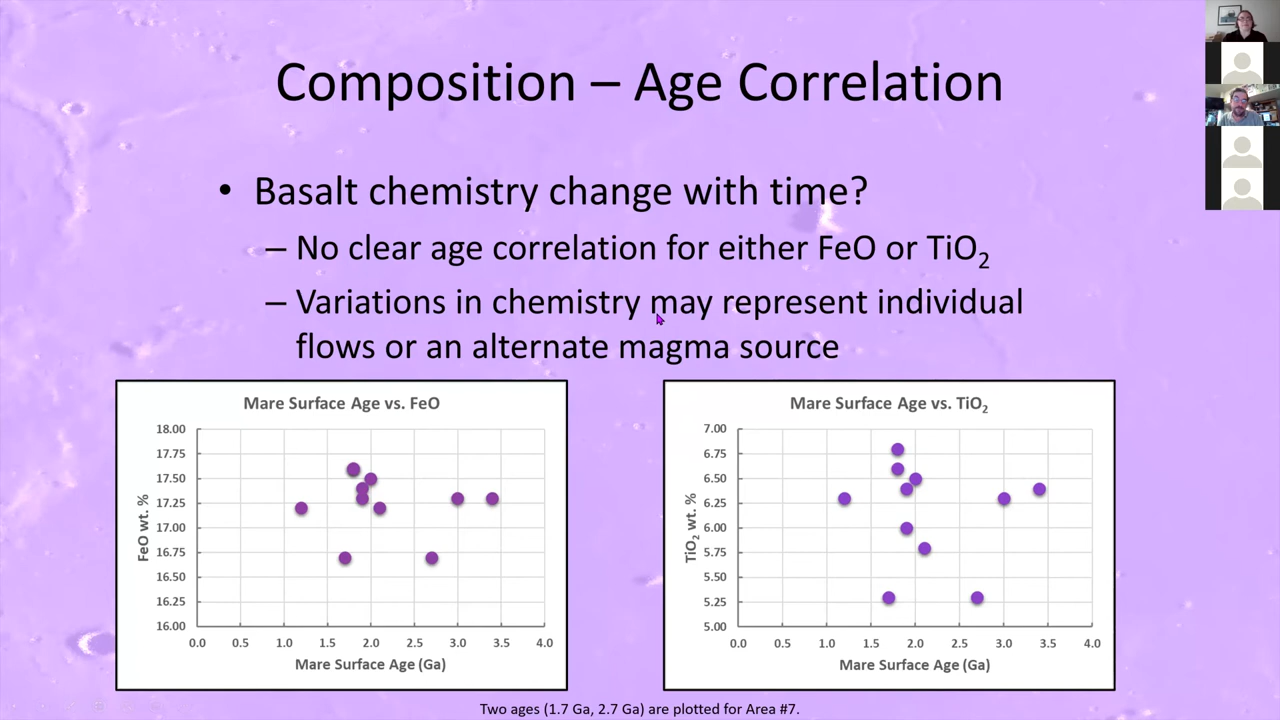 Composition – Age Correlation
• Basalt chemistry change with time?
– No clear age correlation for either FeO or TiO₂
– Variations in chemistry may represent individual
flows or an alternate magma source
Mare Surface Age vs. FeO
18.00
17.75
17.50
17.25
17.00
16.75
16.50
16.25
16.00
FeO wt. %
0.0 0.5 1.0 1.5 2.0 2.5 3.0 3.5 4.0
Mare Surface Age (Ga)
Mare Surface Age vs. TiO₂
7.00
6.75
6.50
6.25
6.00
5.75
5.50
5.25
5.00
TiO₂ wt. %
0.0 0.5 1.0 1.5 2.0 2.5 3.0 3.5 4.0
Mare Surface Age (Ga)
Two ages (1.7 Ga, 2.7 Ga) are plotted for Area #7.